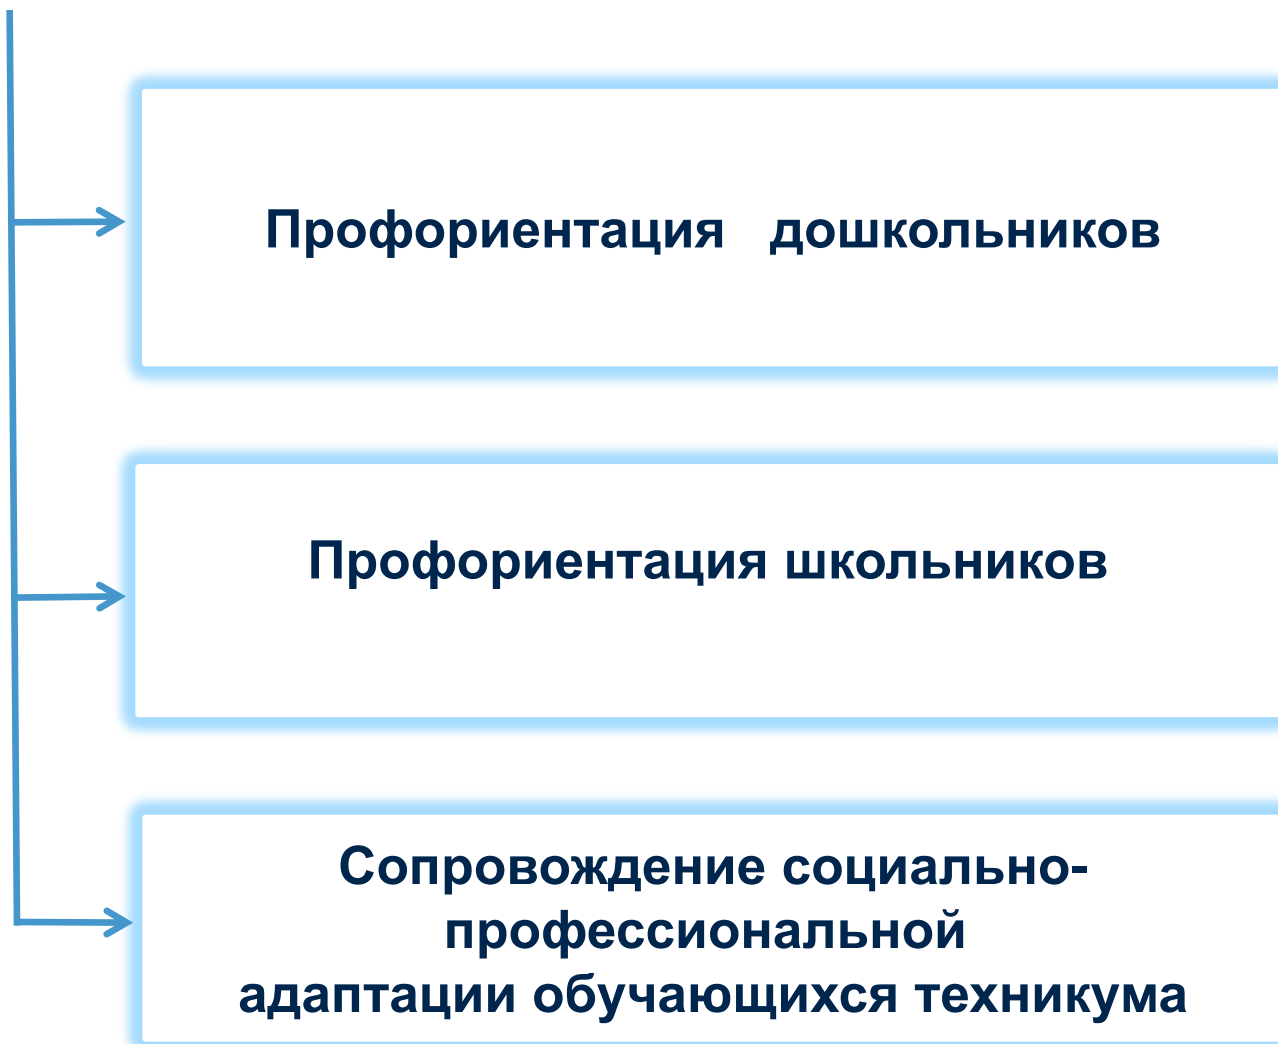 Профориентация дошкольников
Профориентация школьников
Сопровождение социально-
профессиональной
адаптации обучающихся техникума